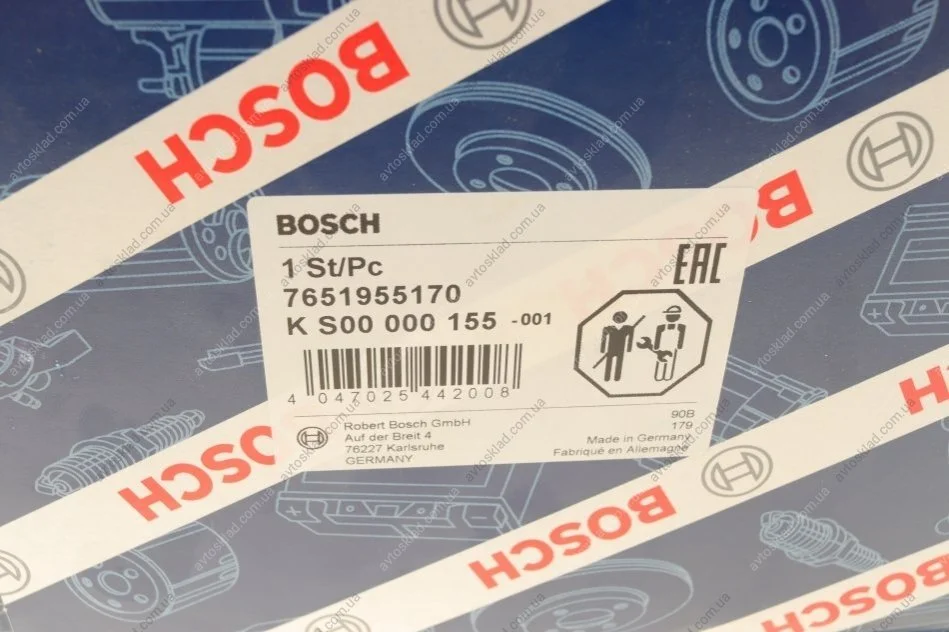 BOSCH
BOSCH
BOSCH
1 St/Pc
EAC
7651955170
K S00 000 155 -001
4 047025 442008
Robert Bosch GmbH
Auf der Breit 4
76227 Karlsruhe
GERMANY
90B
179
Made in Germany
Fabriqué en Allemagne
BOSCH
BOSCH
avtosklad.com.ua